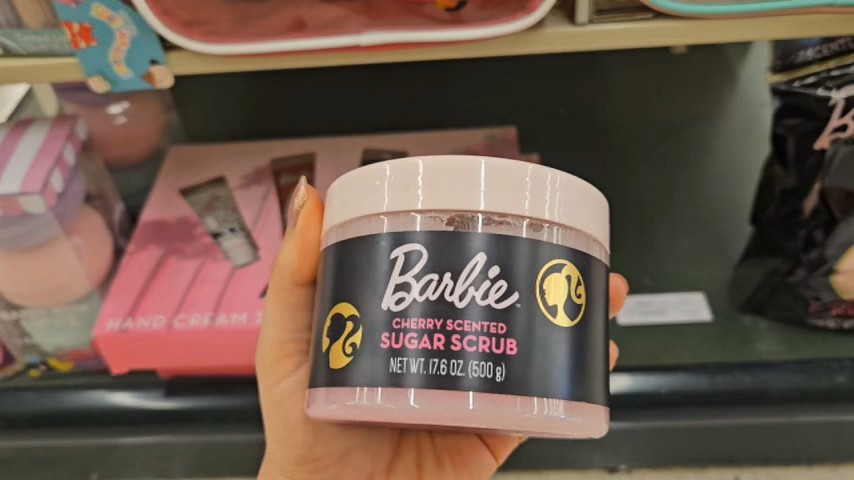 Barbie
CHERRY SCENTED
SUGAR SCRUB
NET WT. 17.6 OZ. (500 g)
HAND CREAM